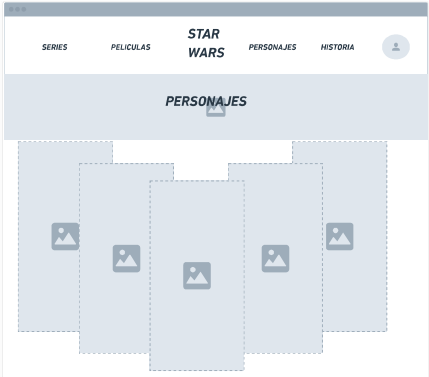 SERIES
PELICULAS
STAR
WARS
PERSONAJES
HISTORIA
PERSONAJES